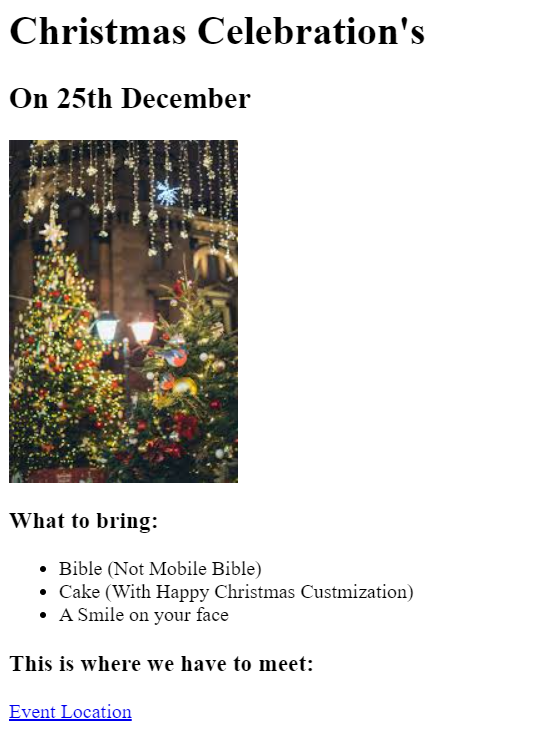 Christmas Celebration's
On 25th December
What to bring:
Bible (Not Mobile Bible)
Cake (With Happy Christmas Custmization)
A Smile on your face
This is where we have to meet:
Event Location